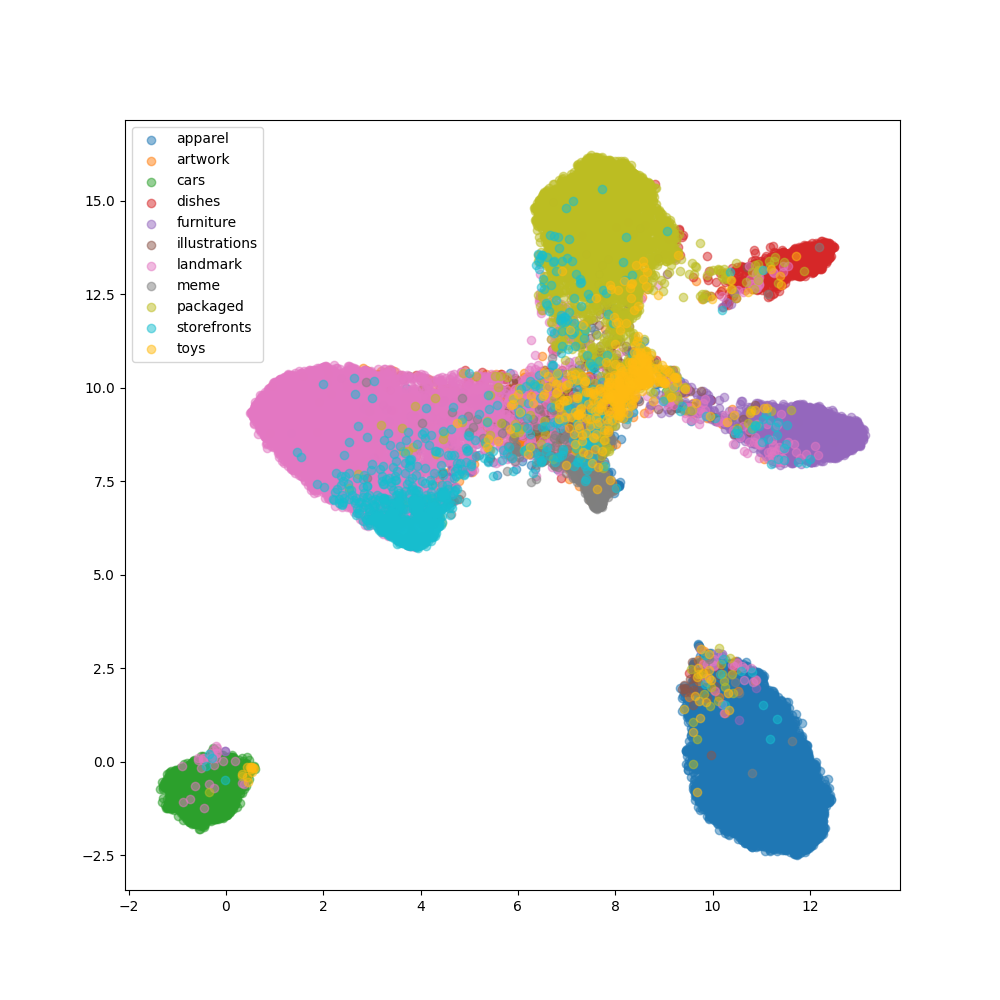 apparel
artwork
cars
dishes
furniture
illustrations
landmark
meme
packaged
storefronts
toys
15.0
12.5
10.0
7.5
5.0
2.5
0.0
−2.5
−2 0 2 4 6 8 10 12